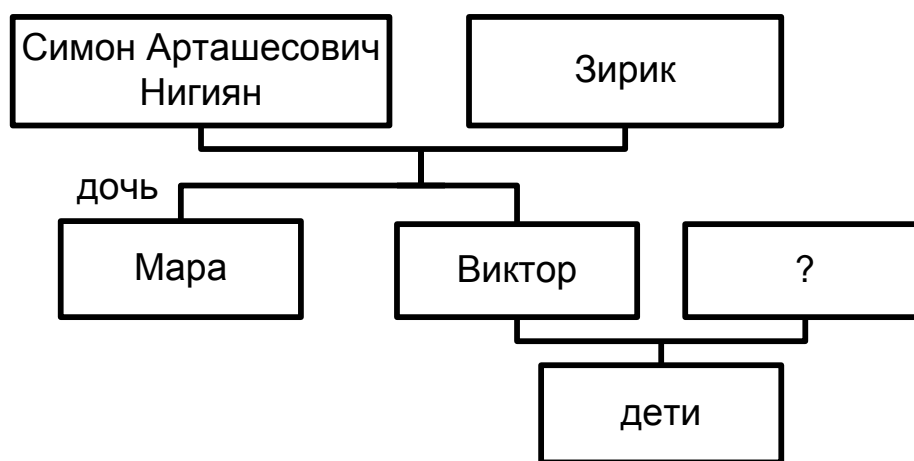 Симон Арташесович
Нигиян
Зирик
дочь
Мара
Виктор
?
дети